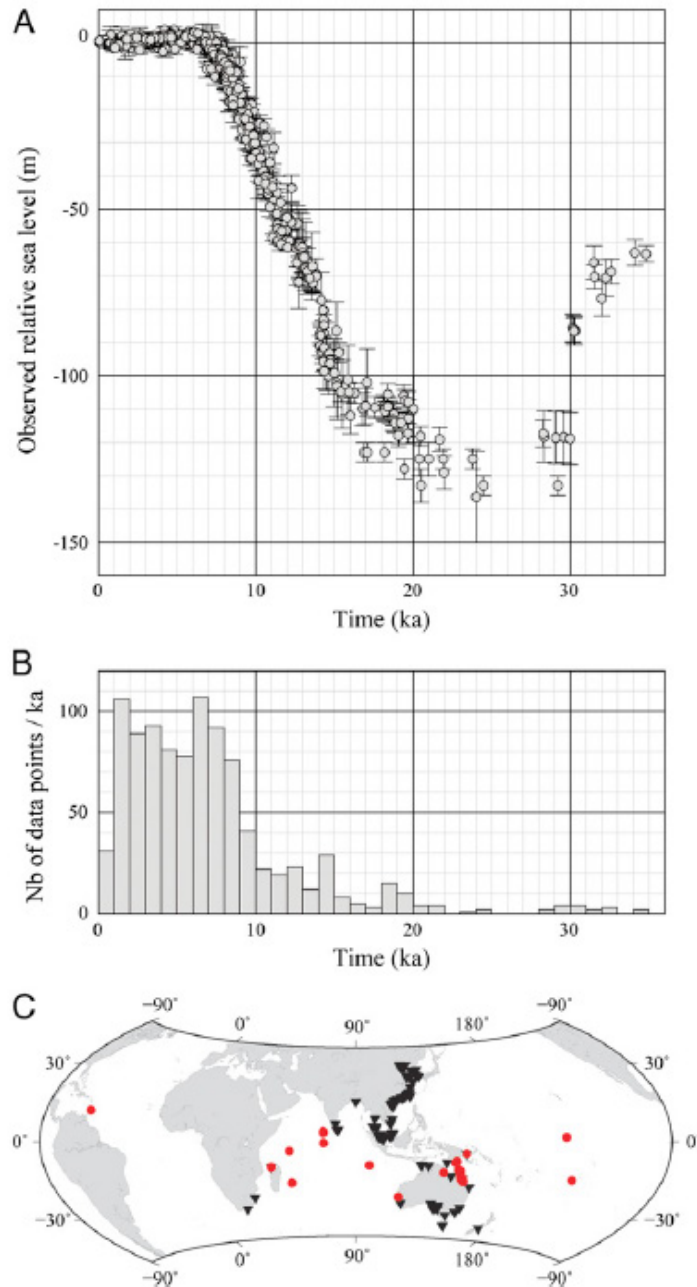 A
0
-50
-100
-150
Observed relative sea level (m)
0 10 20 30
Time (ka)
B
100
50
0
Nb of data points / ka
0 10 20 30
Time (ka)
C
−90° 0° 90° 180° −90°
30° 30°
0° 0
−30° −30°
−90° 0° 90° 180° −90°